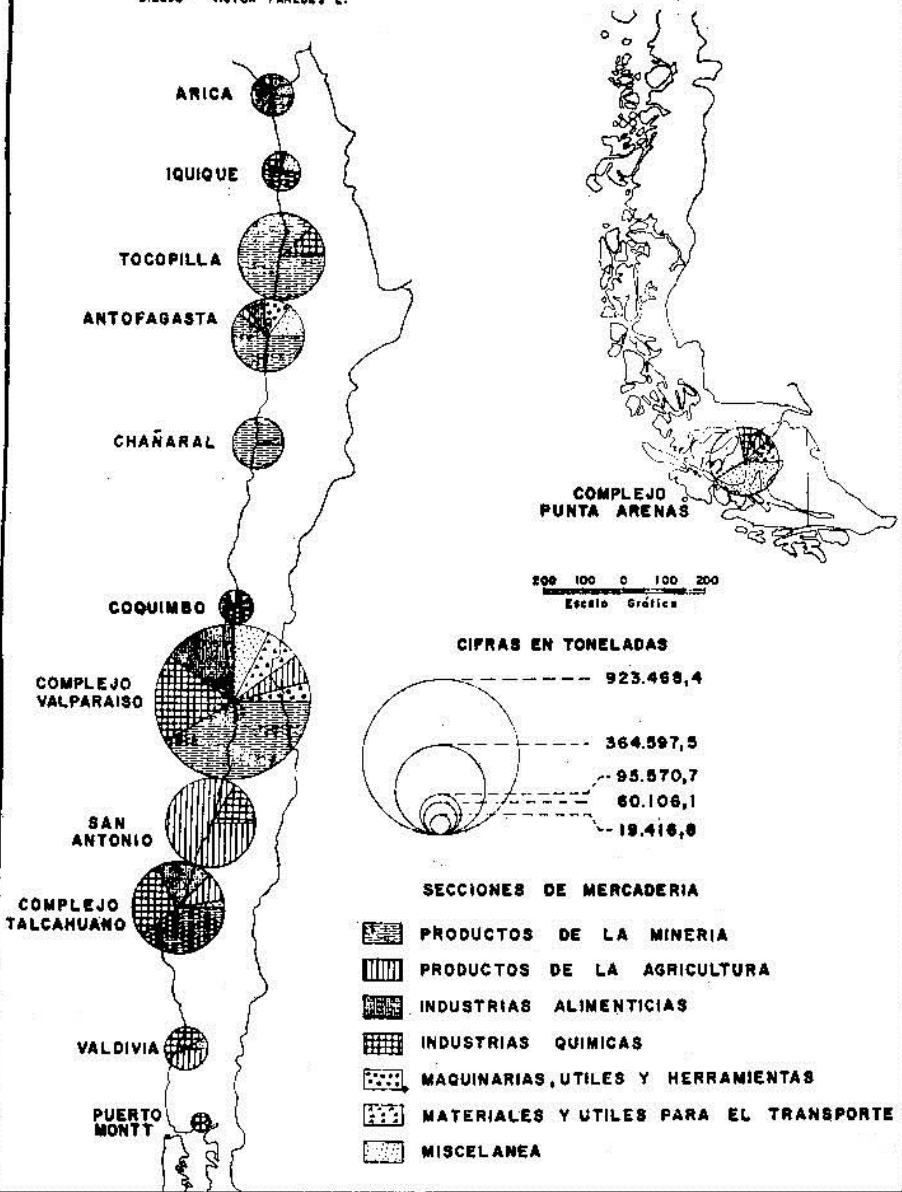 VICTOR PAREDES E.
ARICA
IQUIQUE
TOCOPILLA
ANTOFAGASTA
CHAÑARAL
COQUIMBO
COMPLEJO
VALPARAISO
SAN
ANTONIO
COMPLEJO
TALCAHUANO
VALDIVIA
PUERTO
MONTT
COMPLEJO
PUNTA ARENAS
200 100 0 100 200
Escala Gráfica
CIFRAS EN TONELADAS
923.468,4
364.597,5
95.570,7
60.106,1
19.416,6
SECCIONES DE MERCADERIA
PRODUCTOS DE LA MINERIA
PRODUCTOS DE LA AGRICULTURA
INDUSTRIAS ALIMENTICIAS
INDUSTRIAS QUIMICAS
MAQUINARIAS, UTILES Y HERRAMIENTAS
MATERIALES Y UTILES PARA EL TRANSPORTE
MISCELANEA